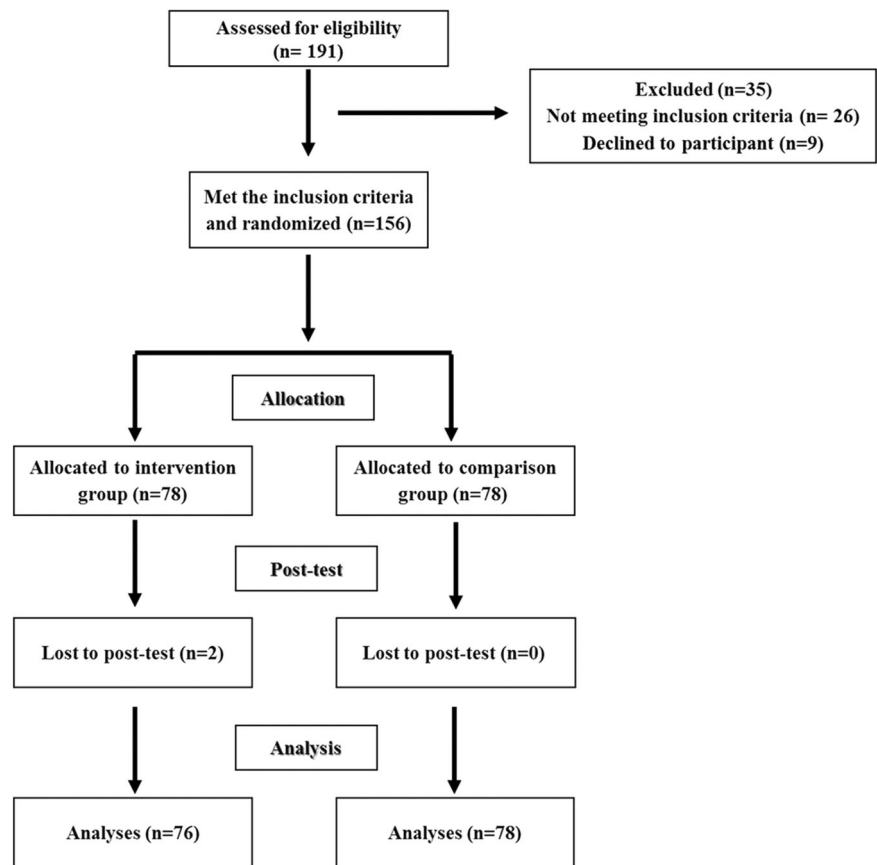 Assessed for eligibility
(n= 191)
Excluded (n=35)
Not meeting inclusion criteria (n= 26)
Declined to participant (n=9)
Met the inclusion criteria
and randomized (n=156)
Allocation
Allocated to intervention
group (n=78)
Allocated to comparison
group (n=78)
Post-test
Lost to post-test (n=2)
Lost to post-test (n=0)
Analysis
Analyses (n=76)
Analyses (n=78)